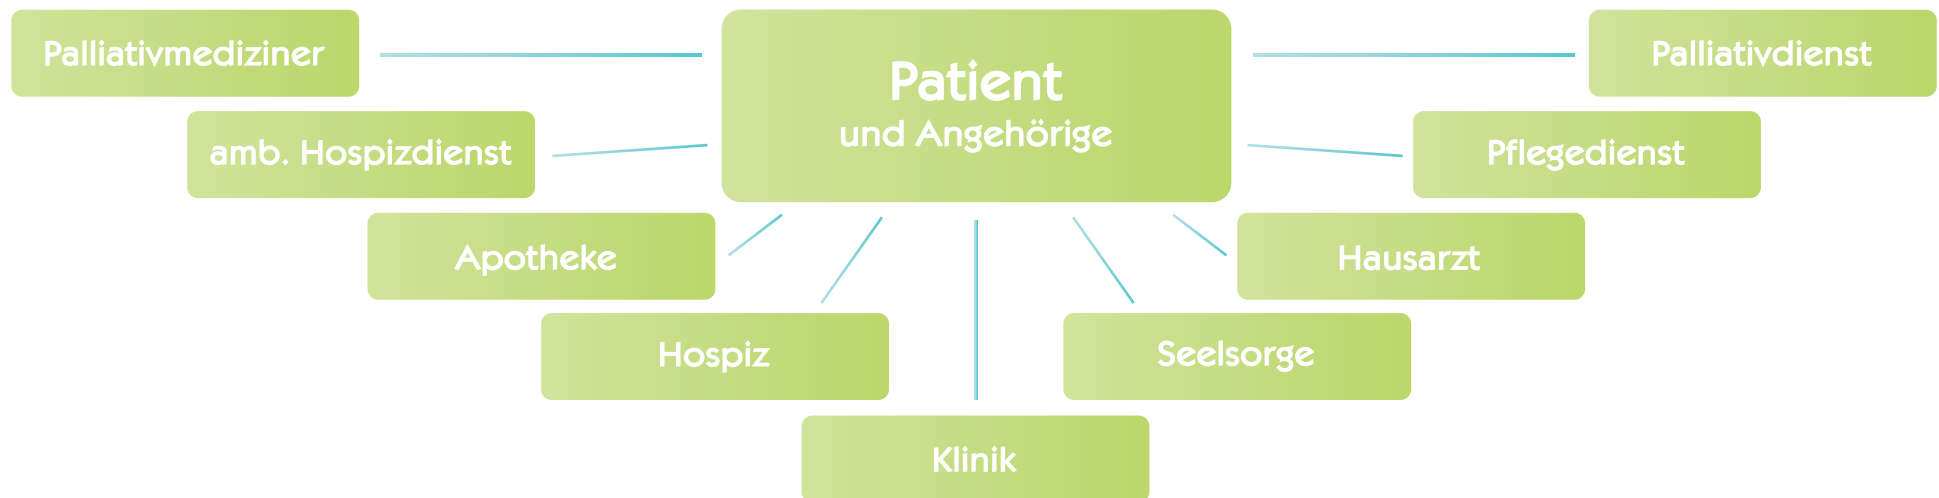 Palliativmediziner
Patient
und Angehörige
Palliativdienst
amb. Hospizdienst
Pflegedienst
Apotheke
Hausarzt
Hospiz
Seelsorge
Klinik